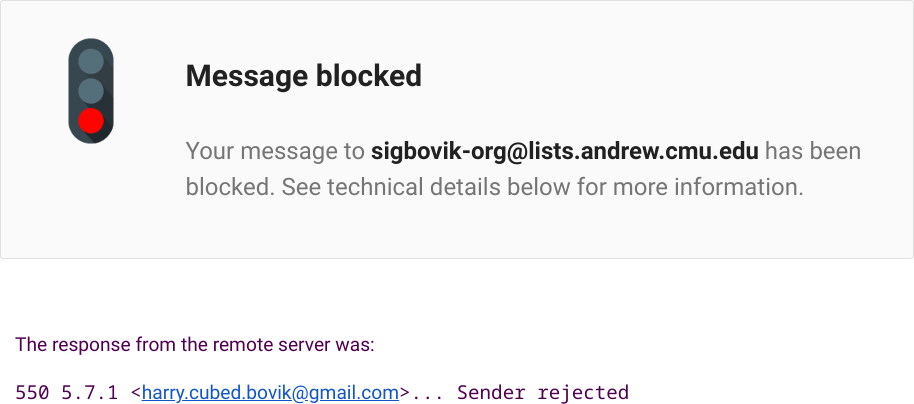 Message blocked
Your message to sigbovik-org@lists.andrew.cmu.edu has been
blocked. See technical details below for more information.
The response from the remote server was:
550 5.7.1 <harry.cubed.bovik@gmail.com>... Sender rejected